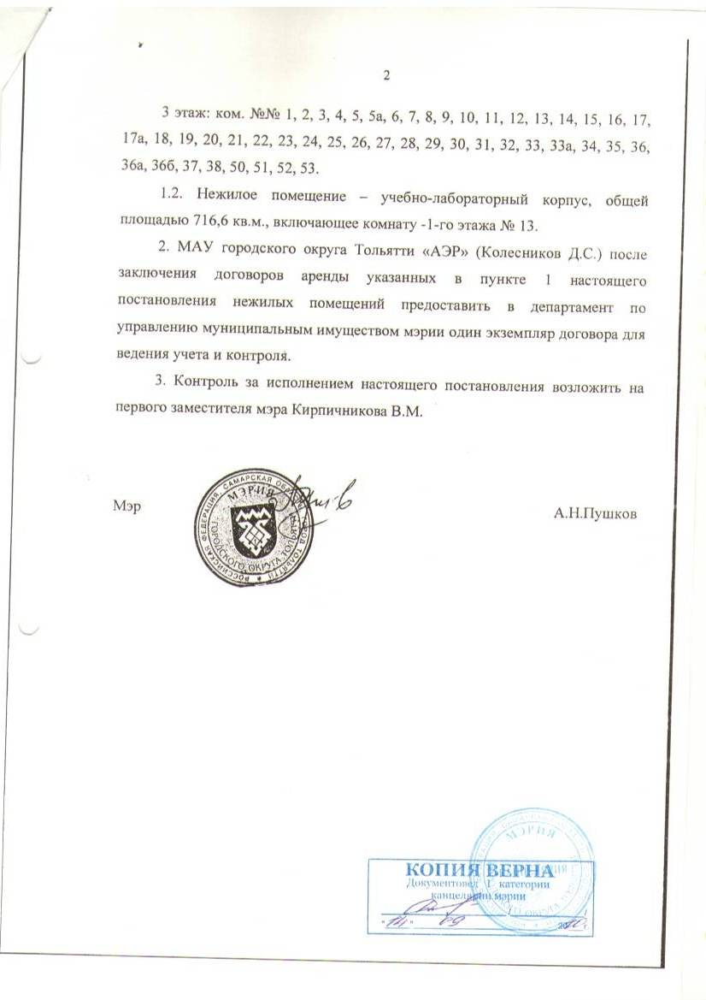 2
3 этаж: ком. №№ 1, 2, 3, 4, 5, 5а, 6, 7, 8, 9, 10, 11, 12, 13, 14, 15, 16, 17,
17а, 18, 19, 20, 21, 22, 23, 24, 25, 26, 27, 28, 29, 30, 31, 32, 33, 33а, 34, 35, 36,
36а, 36б, 37, 38, 50, 51, 52, 53.
1.2. Нежилое помещение – учебно-лабораторный корпус, общей
площадью 716,6 кв.м., включающее комнату -1-го этажа № 13.
2. МАУ городского округа Тольятти «АЭР» (Колесников Д.С.) после
заключения договоров аренды указанных в пункте 1 настоящего
постановления нежилых помещений предоставить в департамент по
управлению муниципальным имуществом мэрии один экземпляр договора для
ведения учета и контроля.
3. Контроль за исполнением настоящего постановления возложить на
первого заместителя мэра Кирпичникова В.М.
Мэр
РОССИЙСКАЯ ФЕДЕРАЦИЯ, САМАРСКАЯ ТОЛЬЯТТИ
МЭРИЯ
ГОРОДСКОГО ОКРУГА ТОЛЬЯТТИ
А.Н.Пушков
МЭРИЯ
КОПИЯ ВЕРНА
Документовед 1 категории
канцелярии мэрии
"14" 09 2010г.